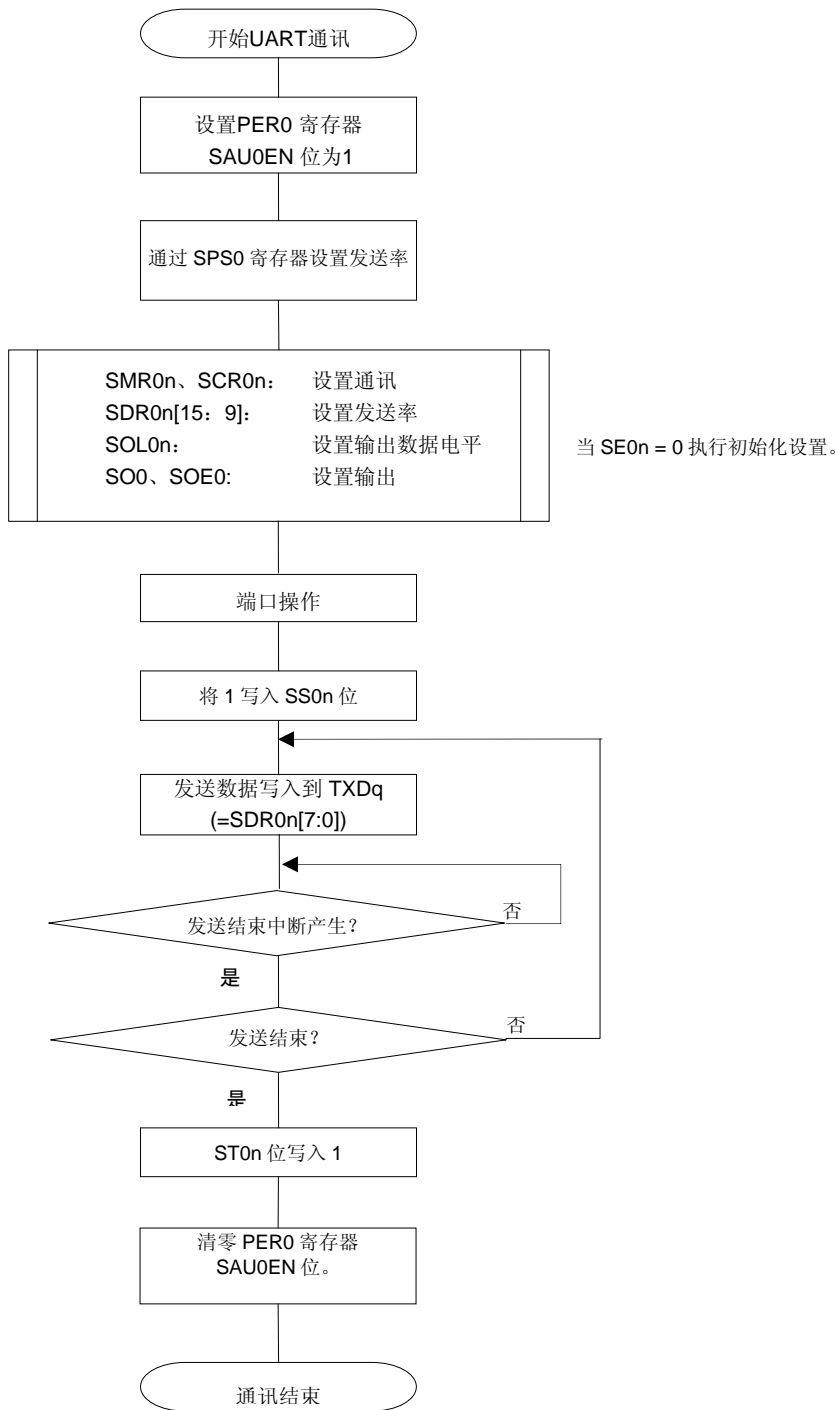 开始UART通讯
设置PER0 寄存器
SAU0EN 位为1
通过 SPS0 寄存器设置发送率
SMR0n、SCR0n： 设置通讯
SDR0n[15：9]： 设置发送率
SOL0n： 设置输出数据电平
SO0、SOE0: 设置输出
当 SE0n = 0 执行初始化设置。
端口操作
将 1 写入 SS0n 位
发送数据写入到 TXDq
(=SDR0n[7:0])
发送结束中断产生？
否
是
发送结束？
否
是
ST0n 位写入 1
清零 PER0 寄存器
SAU0EN 位。
通讯结束